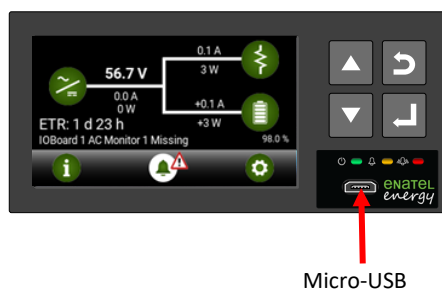 0.1 A
56.7 V
3 W
0.0 A
0 W
+0.1 A
+3 W
ETR: 1 d 23 h
IOBoard 1 AC Monitor 1 Missing
98.0 %
i
enatel
energy
Micro-USB